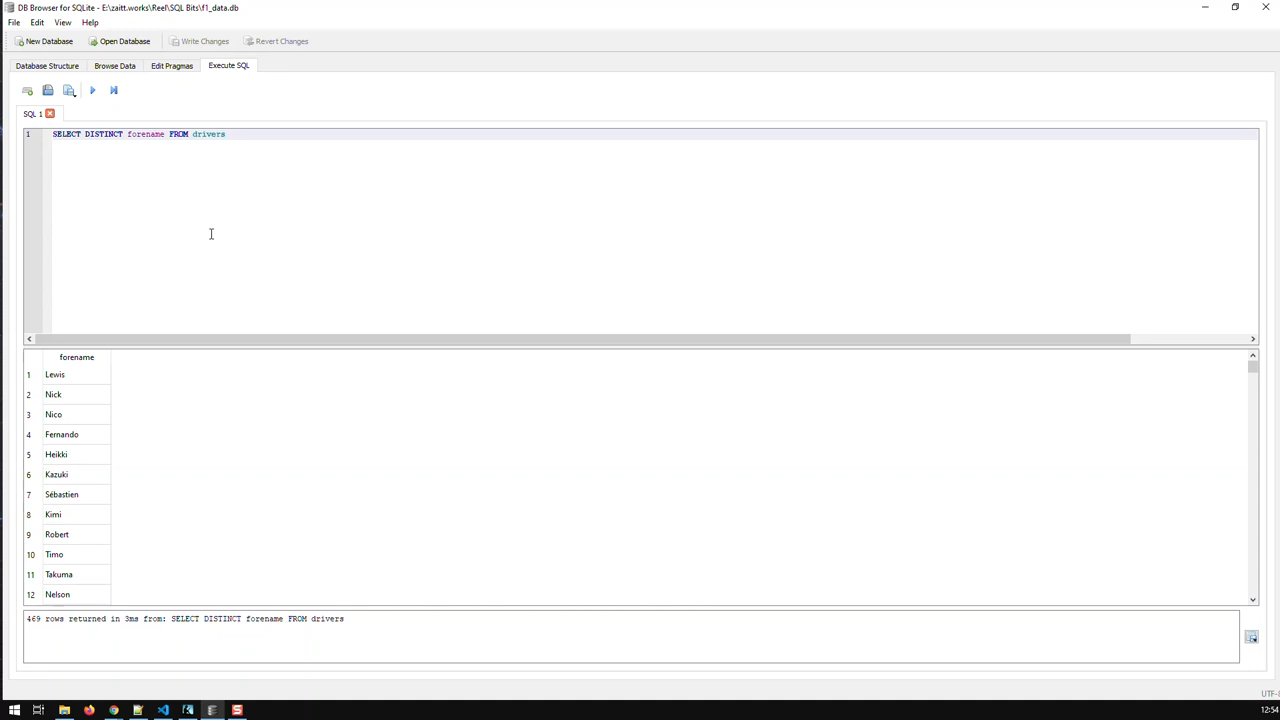 DB Browser for SQLite - E:\zaitt.works\Reel\SQL Bits\f1_data.db
File Edit View Help
New Database Open Database Write Changes Revert Changes
Database Structure Browse Data Edit Pragmas Execute SQL
SQL 1
1 SELECT DISTINCT forename FROM drivers
forename
1 Lewis
2 Nick
3 Nico
4 Fernando
5 Heikki
6 Kazuki
7 Sébastien
8 Kimi
9 Robert
10 Timo
11 Takuma
12 Nelson
469 rows returned in 3ms from: SELECT DISTINCT forename FROM drivers
UTF-8
12:54